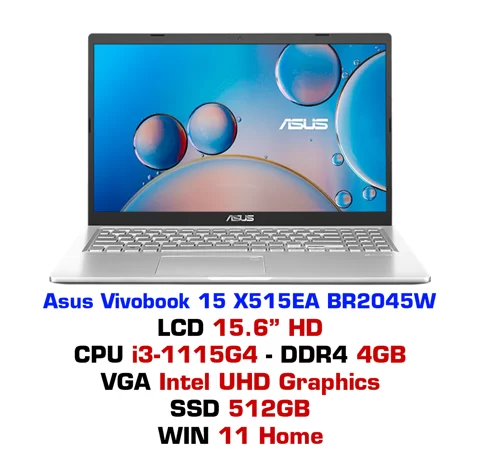 ASUS
ASUS
Asus Vivobook 15 X515EA BR2045W
LCD 15.6” HD
CPU i3-1115G4 - DDR4 4GB
VGA Intel UHD Graphics
SSD 512GB
WIN 11 Home